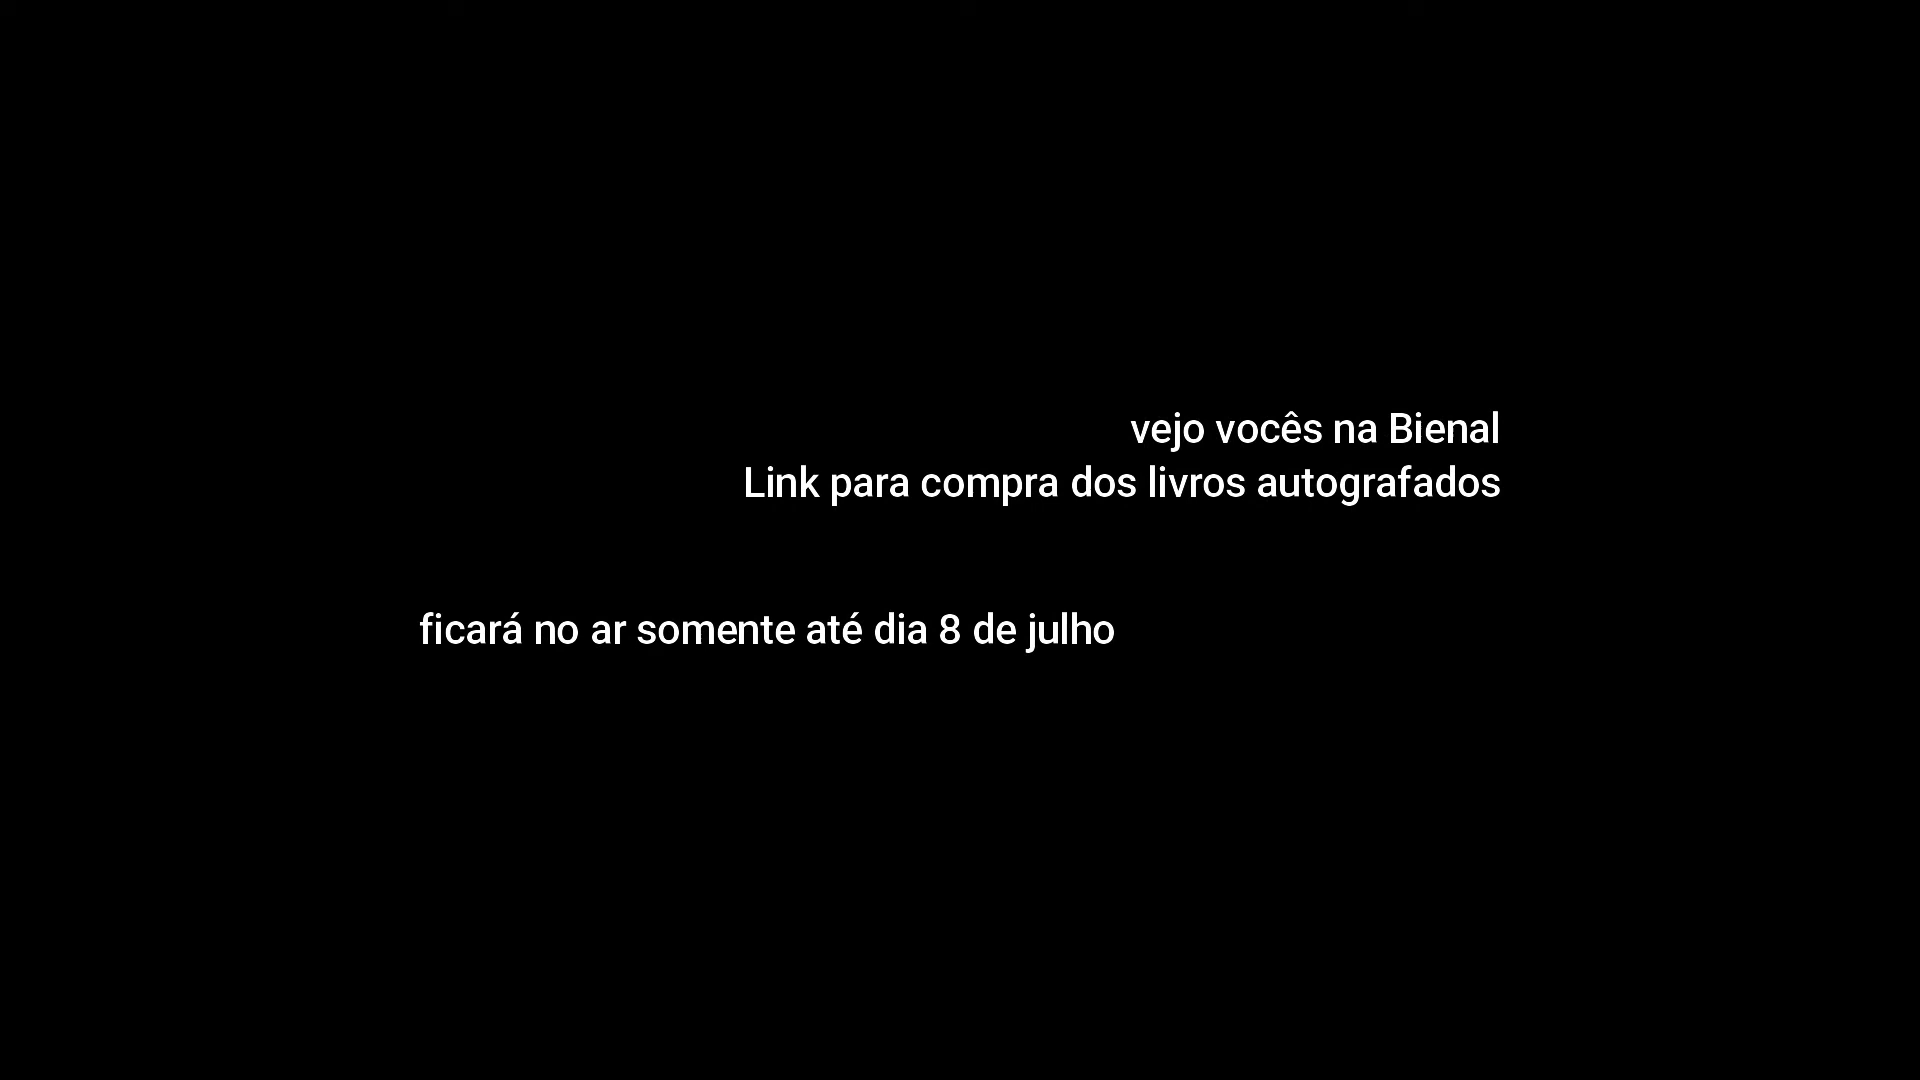 vejo vocês na Bienal
Link para compra dos livros autografados
ficará no ar somente até dia 8 de julho